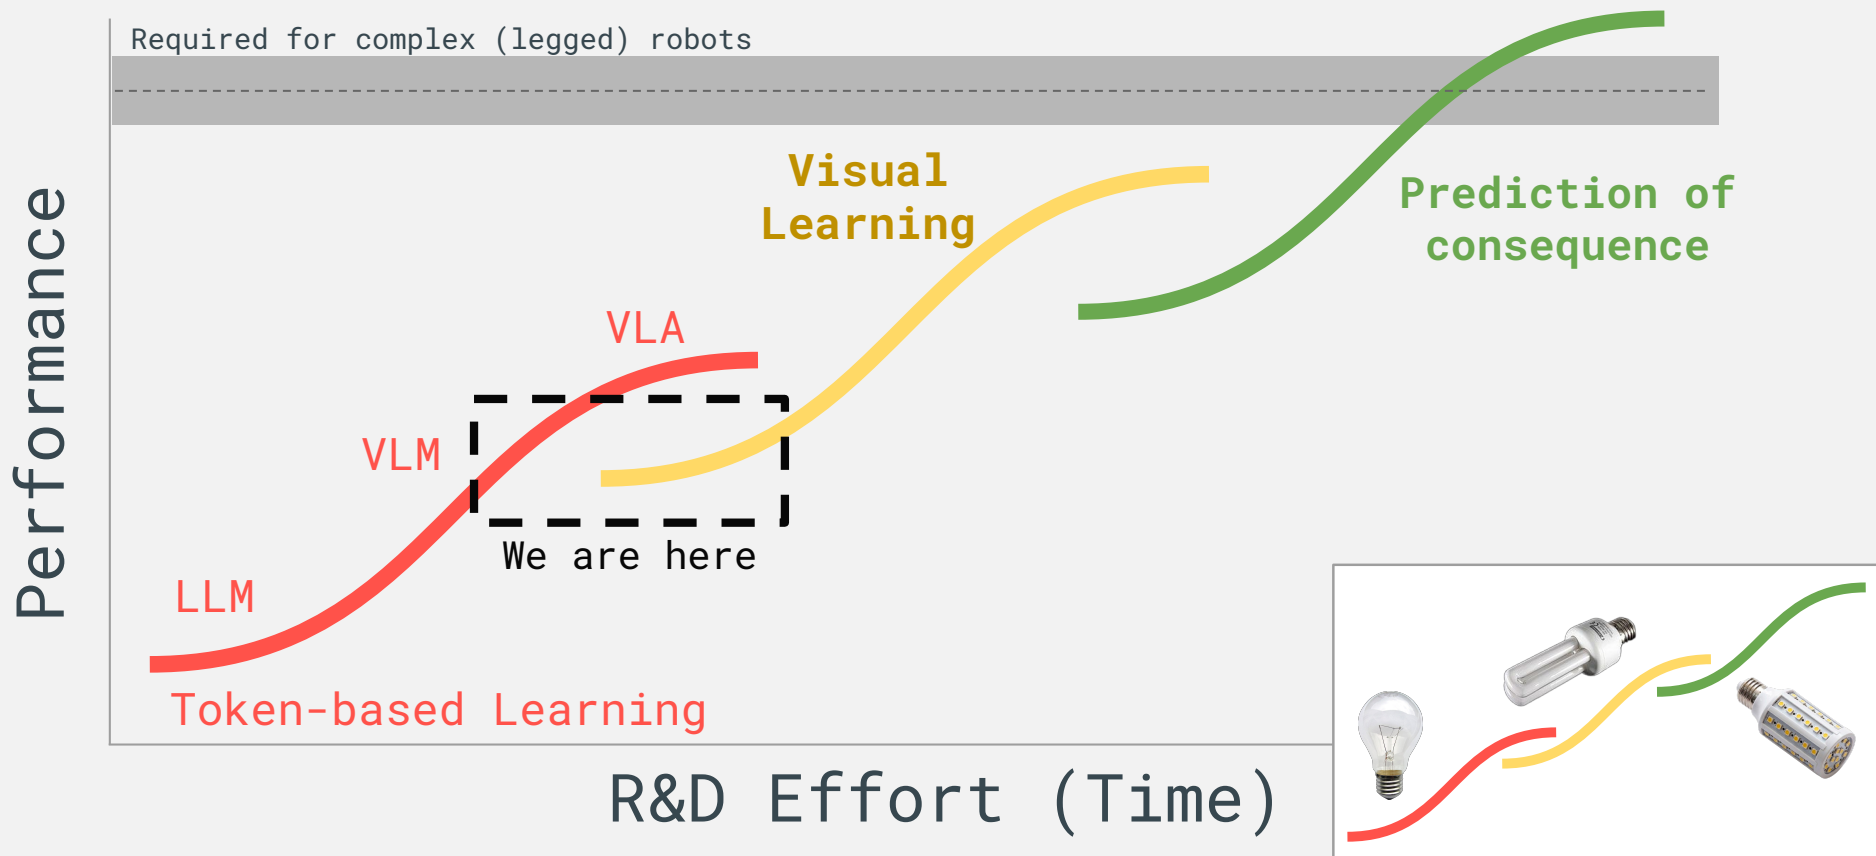 Required for complex (legged) robots
Visual
Learning
Prediction of
consequence
VLA
VLM
We are here
LLM
Token-based Learning
Performance
R&D Effort (Time)